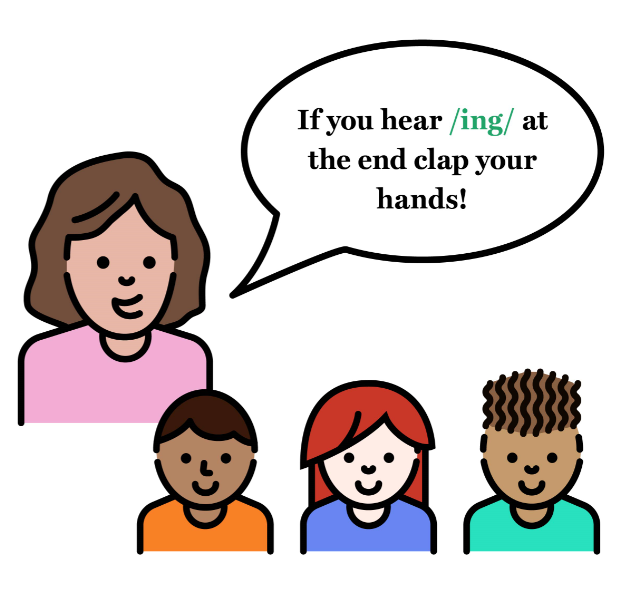 If you hear /ing/ at
the end clap your
hands!